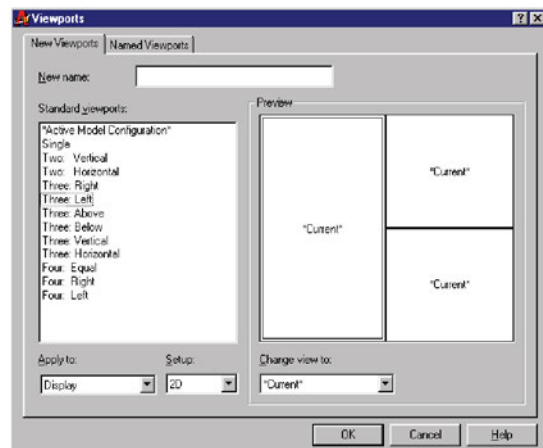 Viewports
New Viewports
Named Viewports
New name:
Standard viewports:
*Active Model Configuration*
Single
Two: Vertical
Two: Horizontal
Three: Right
Three: Left
Three: Above
Three: Below
Three: Vertical
Three: Horizontal
Four: Equal
Four: Right
Four: Left
Preview
*Current*
*Current*
*Current*
Apply to:
Setup:
Change view to:
Display
2D
*Current*
OK
Cancel
Help